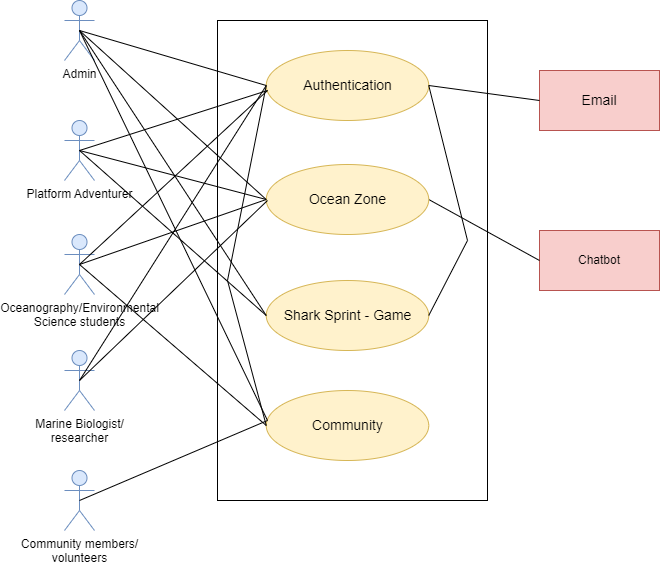 Admin
Platform Adventurer
Oceanography/Environmental
Science students
Marine Biologist/
researcher
Community members/
volunteers
Authentication
Ocean Zone
Shark Sprint - Game
Community
Email
Chatbot